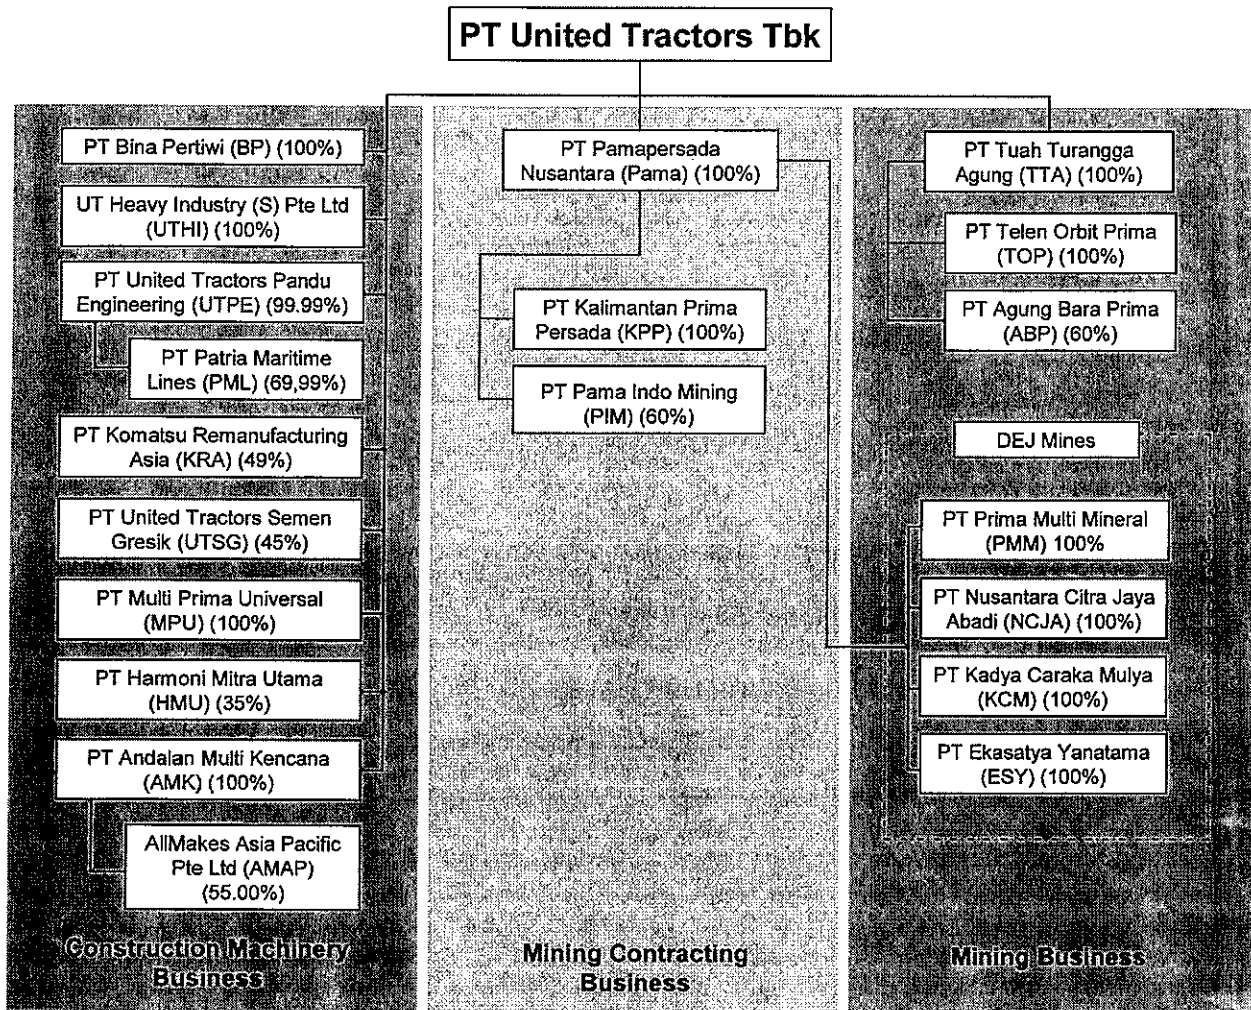 PT United Tractors Tbk
PT Bina Pertiwi (BP) (100%)
UT Heavy Industry (S) Pte Ltd
(UTHI) (100%)
PT United Tractors Pandu
Engineering (UTPE) (99.99%)
PT Patria Maritime
Lines (PML) (69,99%)
PT Komatsu Remanufacturing
Asia (KRA) (49%)
PT United Tractors Semen
Gresik (UTSG) (45%)
PT Multi Prima Universal
(MPU) (100%)
PT Harmoni Mitra Utama
(HMU) (35%)
PT Andalan Multi Kencana
(AMK) (100%)
AllMakes Asia Pacific
Pte Ltd (AMAP)
(55.00%)
Construction Machinery
Business
PT Pamapersada
Nusantara (Pama) (100%)
PT Kalimantan Prima
Persada (KPP) (100%)
PT Pama Indo Mining
(PIM) (60%)
Mining Contracting
Business
PT Tuah Turangga
Agung (TTA) (100%)
PT Telen Orbit Prima
(TOP) (100%)
PT Agung Bara Prima
(ABP) (60%)
DEJ Mines
PT Prima Multi Mineral
(PMM) 100%
PT Nusantara Citra Jaya
Abadi (NCJA) (100%)
PT Kadya Caraka Mulya
(KCM) (100%)
PT Ekasatya Yanatama
(ESY) (100%)
Mining Business